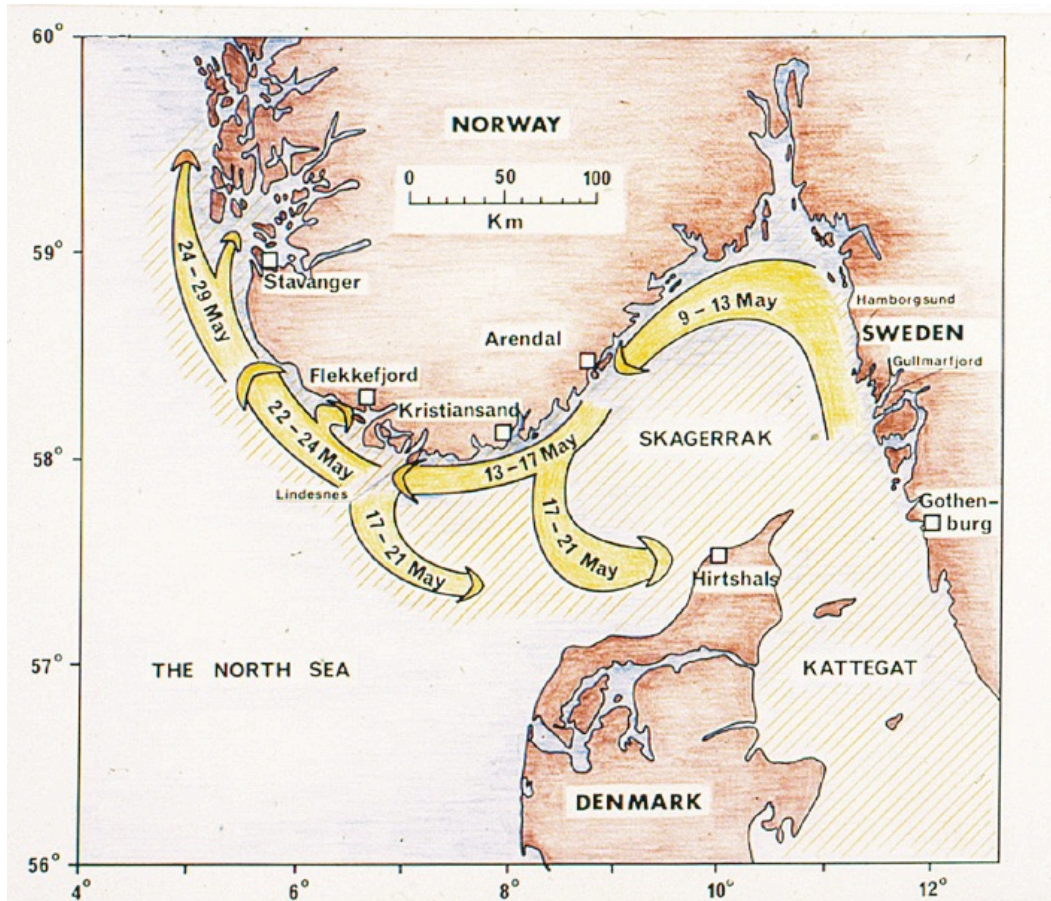 60°
NORWAY
0 50 100
Km
59°
24 – 29 May
Stavanger
9 – 13 May
Hamborgsund
SWEDEN
Arendal
Gullmarfjord
Flekkefjord
22 – 24 May
Kristiansand
SKAGERRAK
13 – 17 May
58°
Lindesnes
17 – 21 May
17 – 21 May
Gothen-
burg
Hirtshals
57°
THE NORTH SEA
KATTEGAT
DENMARK
56°
4° 6° 8° 10° 12°